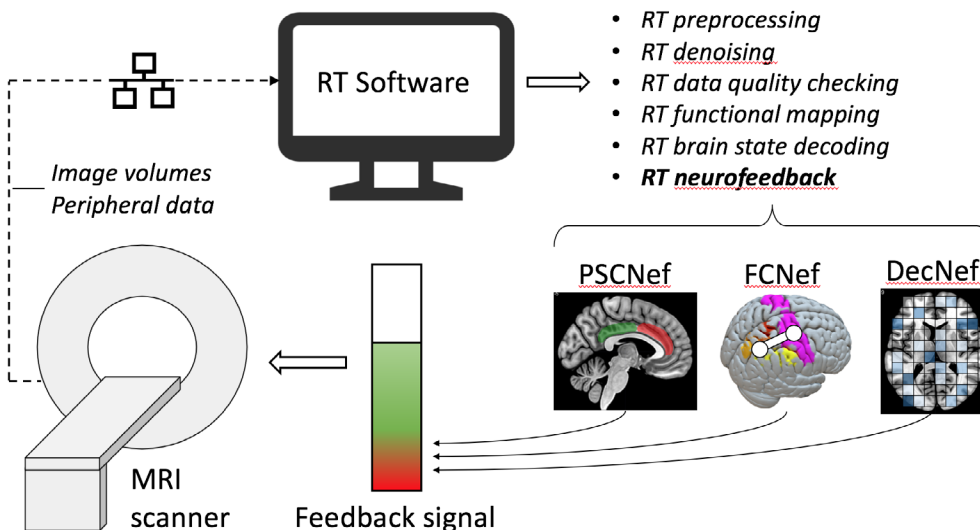 RT Software
• RT preprocessing
• RT denoising
• RT data quality checking
• RT functional mapping
• RT brain state decoding
• RT neurofeedback
Image volumes
Peripheral data
PSCNef
FCNef
DecNef
MRI
scanner
Feedback signal